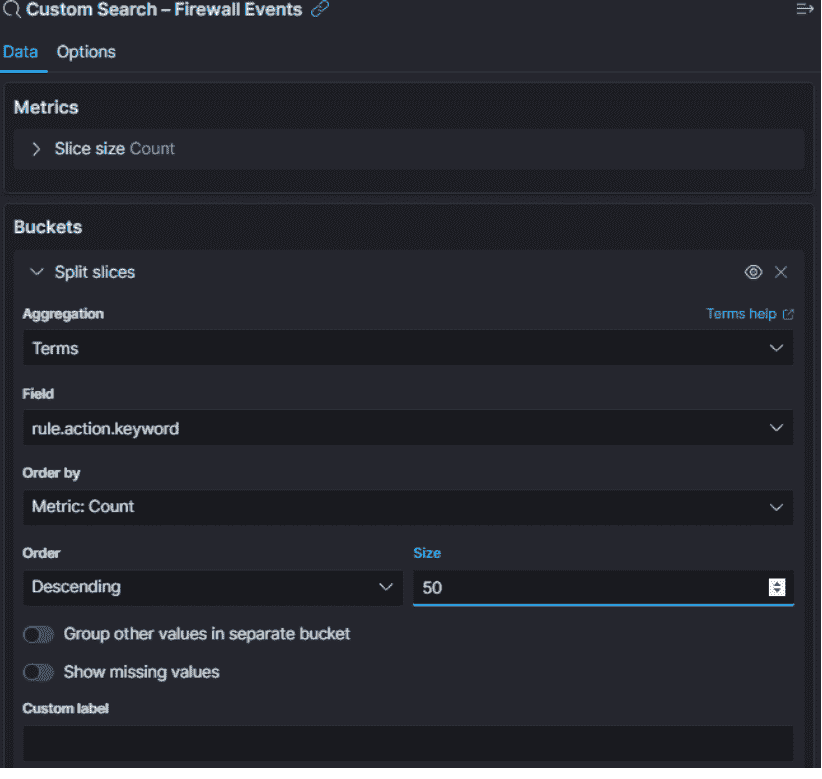 Custom Search – Firewall Events
Data Options
Metrics
Slice size Count
Buckets
Split slices
Aggregation Terms help
Terms
Field
rule.action.keyword
Order by
Metric: Count
Order Size
Descending 50
Group other values in separate bucket
Show missing values
Custom label